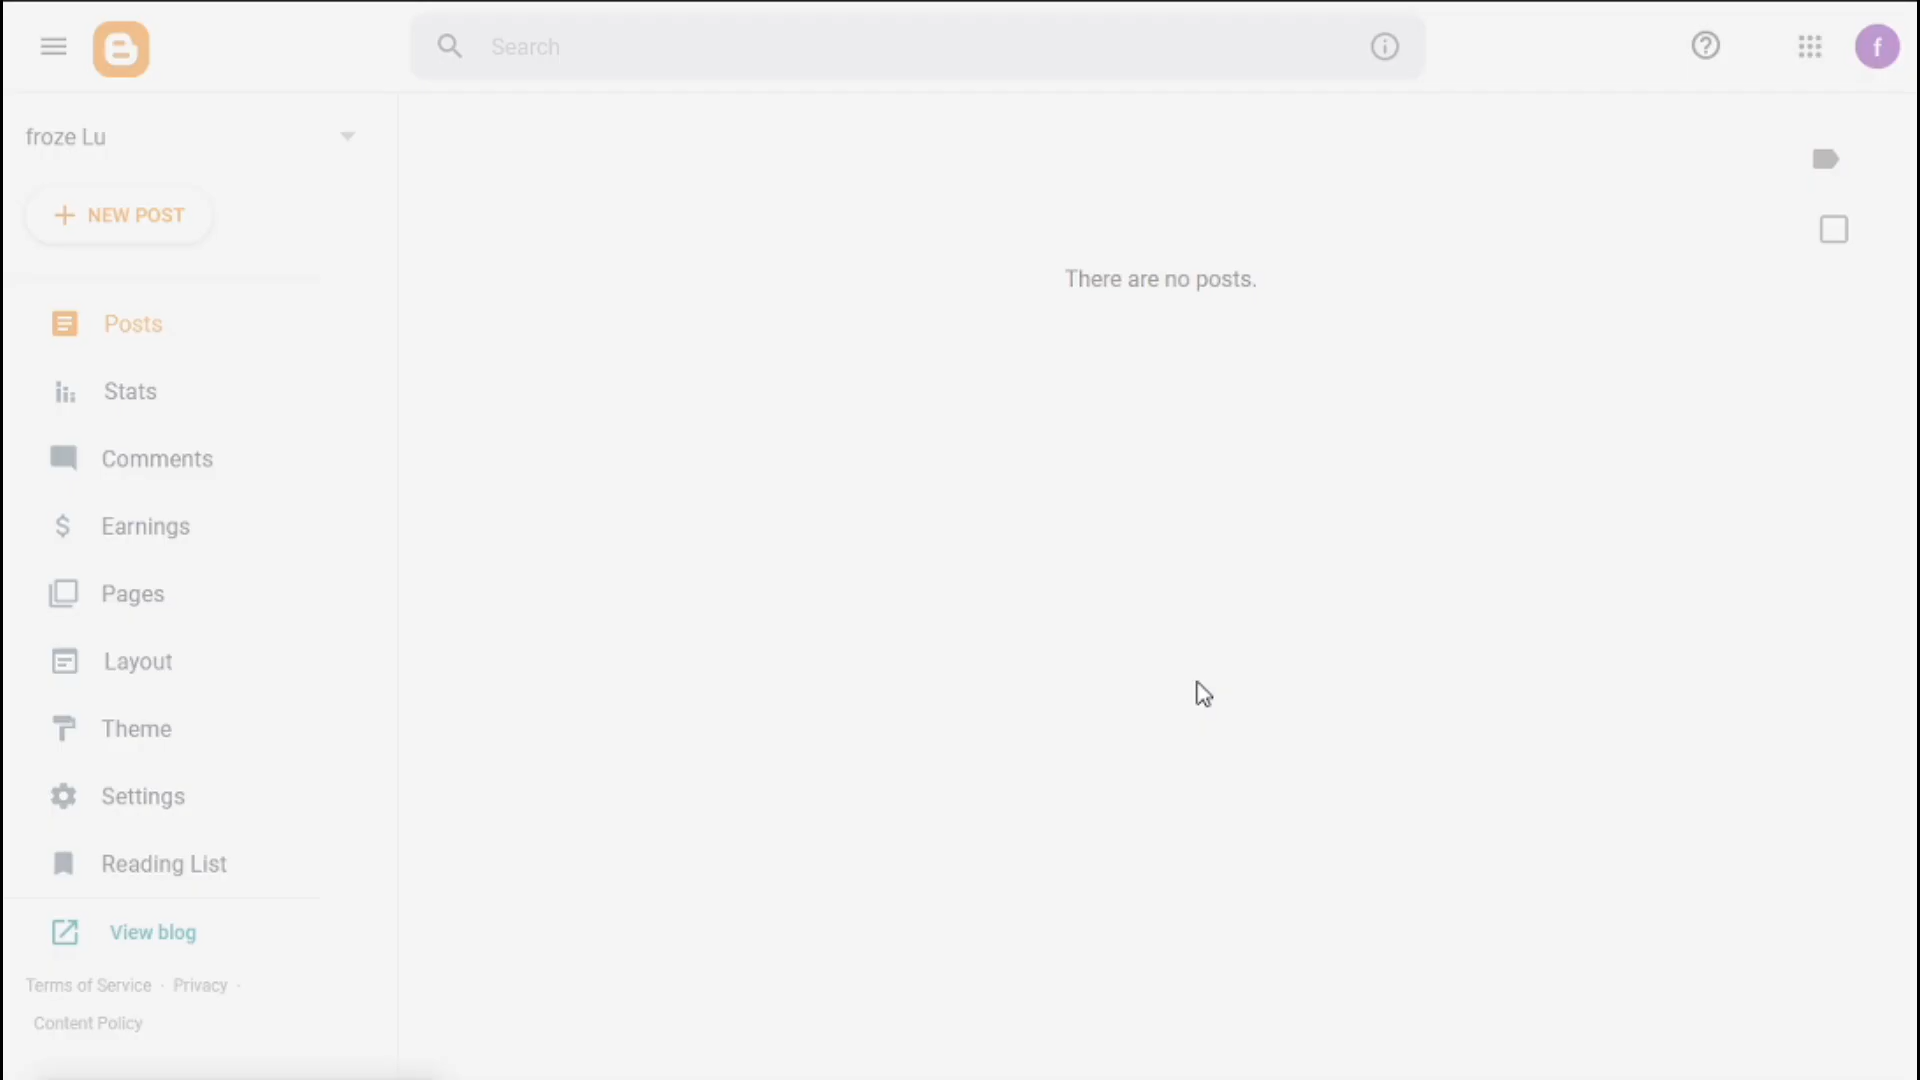 Search
f
froze Lu
NEW POST
There are no posts.
Posts
Stats
Comments
Earnings
Pages
Layout
Theme
Settings
Reading List
View blog
Terms of Service · Privacy ·
Content Policy